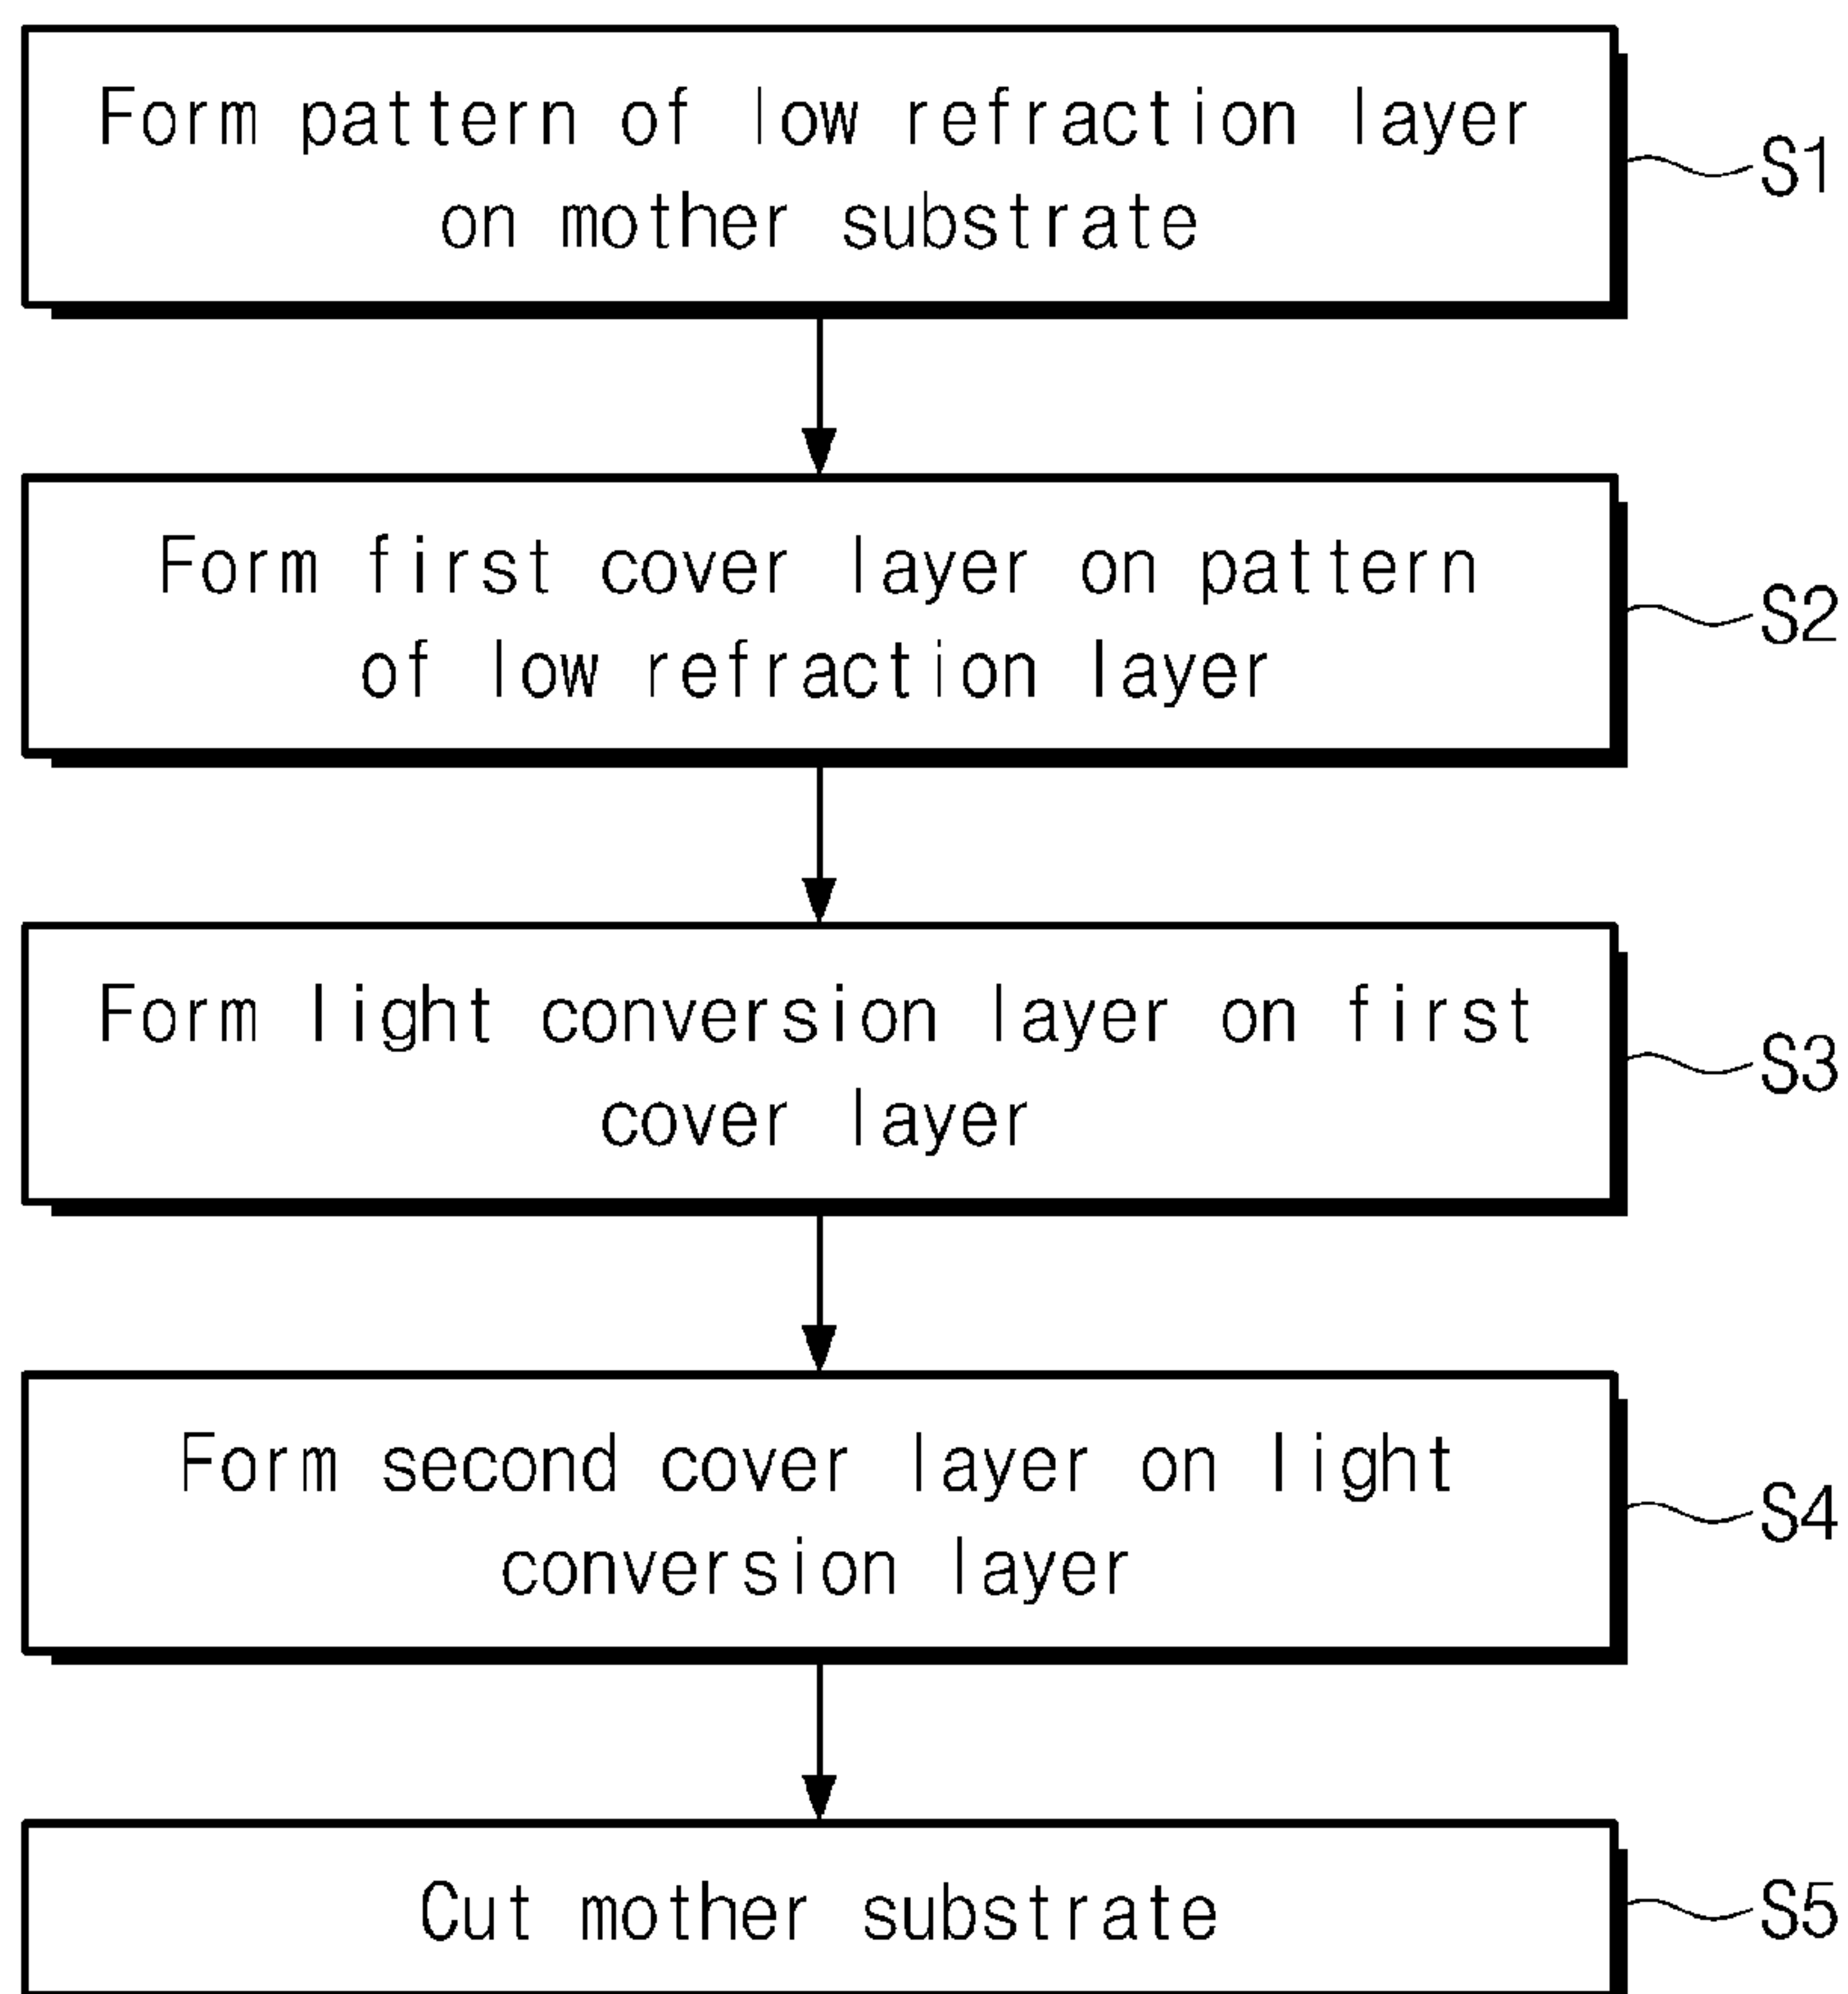 Form pattern of low refraction layer
on mother substrate
S1
Form first cover layer on pattern
of low refraction layer
S2
Form light conversion layer on first
cover layer
S3
Form second cover layer on light
conversion layer
S4
Cut mother substrate
S5